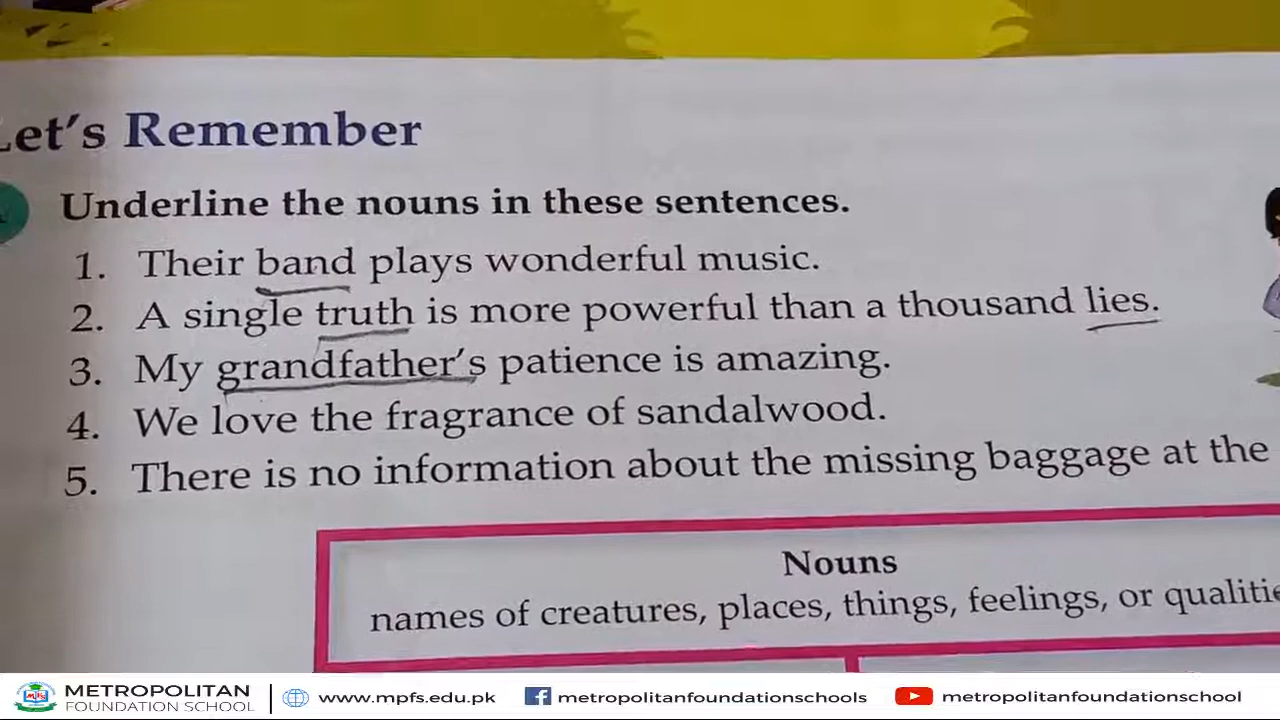 Let's Remember
Underline the nouns in these sentences.
1. Their band plays wonderful music.
2. A single truth is more powerful than a thousand lies.
3. My grandfather's patience is amazing.
4. We love the fragrance of sandalwood.
5. There is no information about the missing baggage at the
Nouns
names of creatures, places, things, feelings, or qualitie
METROPOLITAN
FOUNDATION SCHOOL
www.mpfs.edu.pk
metropolitanfoundationschools
metropolitanfoundationschool